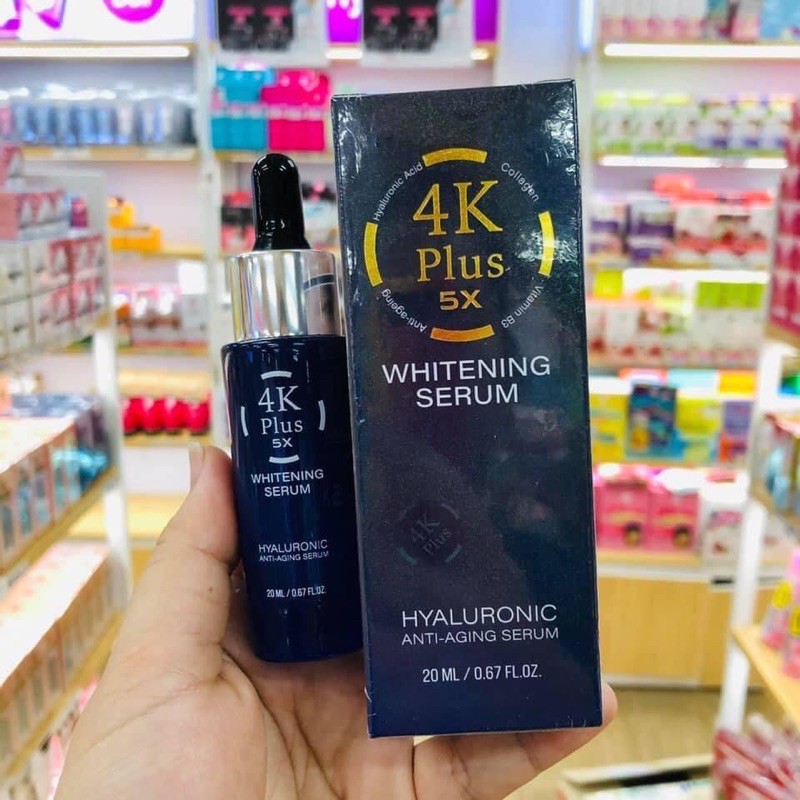 4K
Plus
5X
WHITENING
SERUM
HYALURONIC
ANTI-AGING SERUM
20 ML / 0.67 FL.OZ.
Hyaluronic Acid
Collagen
4K
Plus
5X
Anti-ageing
Vitamin B3
WHITENING
SERUM
4K
Plus
HYALURONIC
ANTI-AGING SERUM
20 ML / 0.67 FL.OZ.